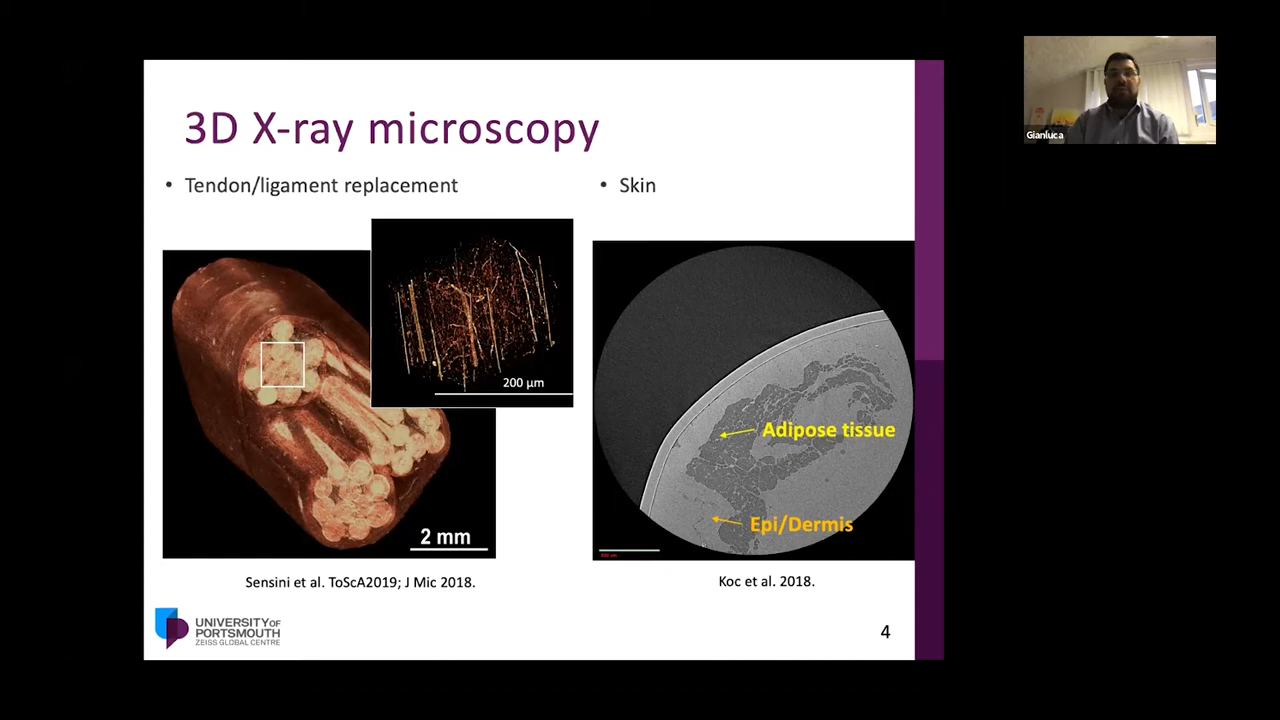 3D X-ray microscopy
• Tendon/ligament replacement
• Skin
200 µm
2 mm
Adipose tissue
Epi/Dermis
Sensini et al. ToScA2019; J Mic 2018.
Koc et al. 2018.
UNIVERSITY OF
PORTSMOUTH
ZEISS GLOBAL CENTRE
4
Gianluca